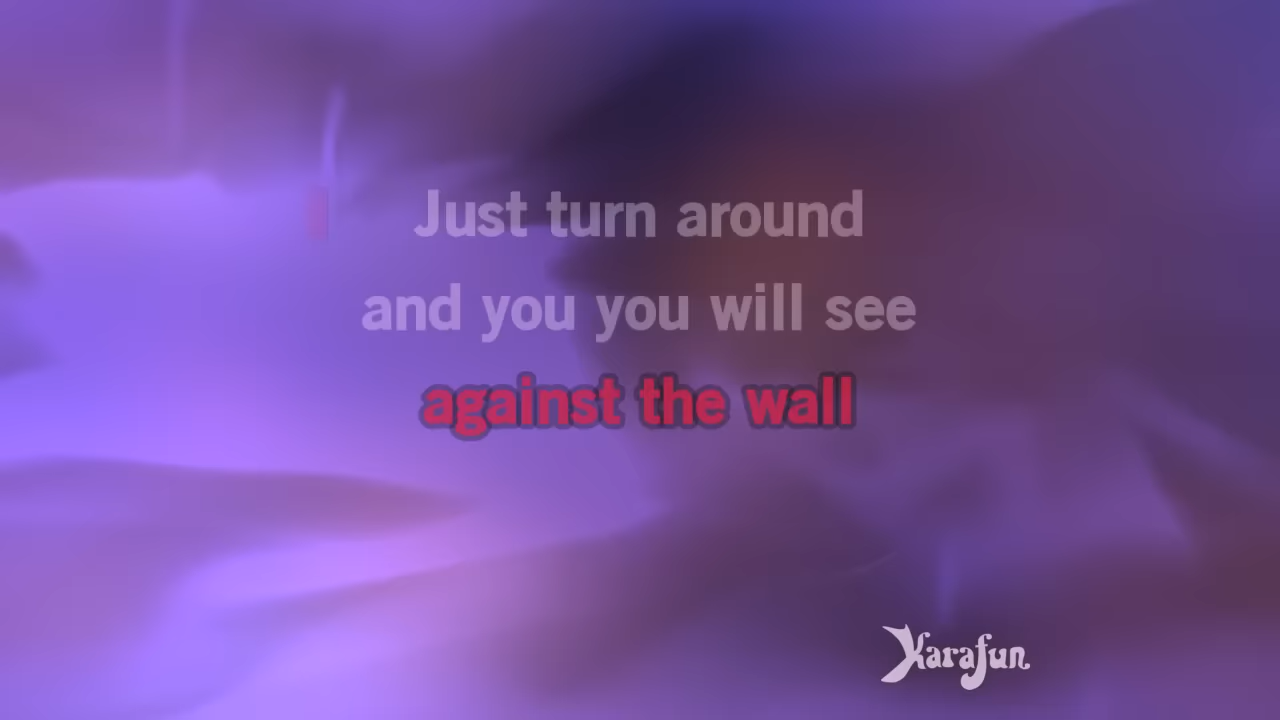 Just turn around
and you you will see
against the wall
Karafun